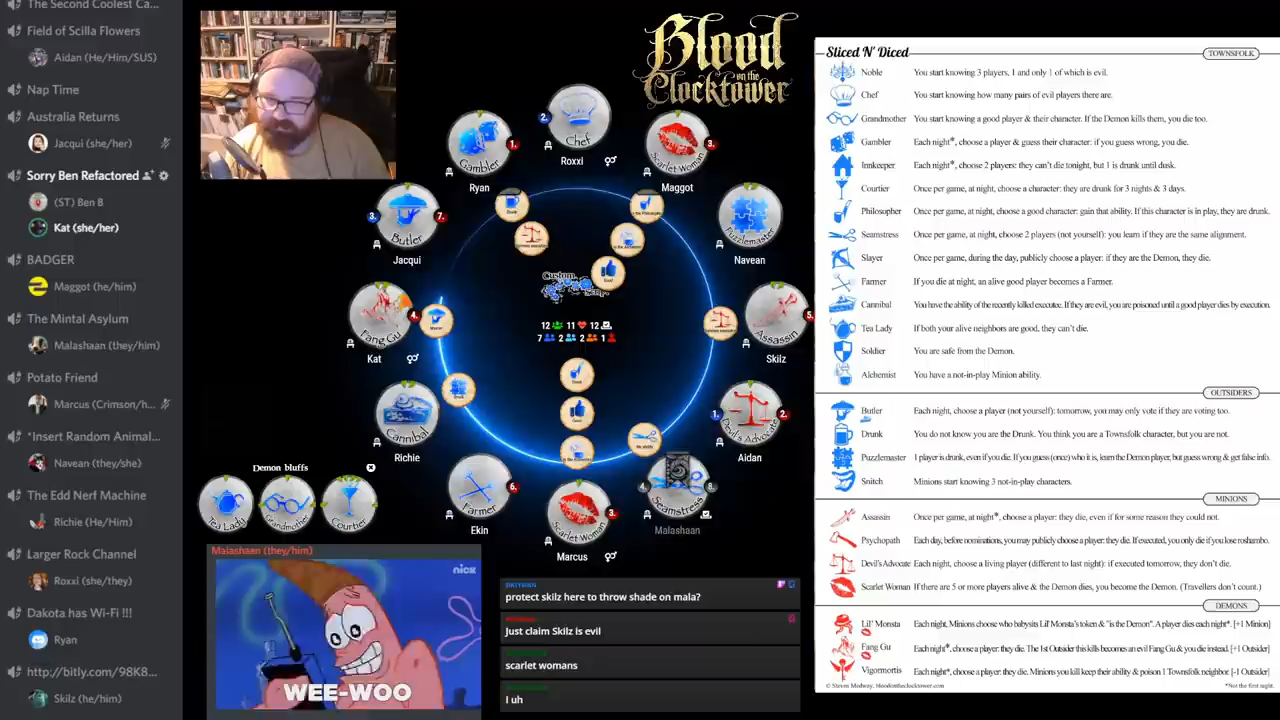 The Second Coolest Ca...
Field of Scilla Flowers
Aidan (He/Him/SUS)
Nap Time
Australia Returns
Jacqui (she/her)
Sorry Ben Refactored
(ST) Ben B
Kat (she/her)
BADGER
Maggot (he/him)
The Mental Asylum
Malashaan (they/him)
Potato Friend
Marcus (Crimson/h...
*Insert Random Animal...
Navean (they/she)
The Edd Nerf Machine
Richie (He/Him)
Larger Rock Channel
Roxxi (she/they)
Dakota has Wi-Fi !!!
Ryan
http://bitly.com/98K8...
Skilz (he/him)
Blood
on the
Clocktower
Gambler
1.
Ryan
2.
Chef
Roxxi
Scarlet Woman
3.
Maggot
Puzzlemaster
Navean
Assassin
5.
Skilz
1.
Devil's Advocate
2.
Aidan
4.
Seamstress
8.
Malashaan
Scarlet Woman
3.
Marcus
Farmer
6.
Ekin
Cannibal
Richie
Fang Gu
4.
Kat
3.
Butler
7.
Jacqui
Custom
Script
12 11 12
7 2 2 1
Demon bluffs
Tea Lady
Grandmother
Courtier
Malashaan (they/him)
nick
WEE-WOO
protect skilz here to throw shade on mala?
Just claim Skilz is evil
scarlet womans
I uh
Sliced N' Diced
TOWNSFOLK
Noble You start knowing 3 players, 1 and only 1 of which is evil.
Chef You start knowing how many pairs of evil players there are.
Grandmother You start knowing a good player & their character. If the Demon kills them, you die too.
Gambler Each night*, choose a player & guess their character: if you guess wrong, you die.
Innkeeper Each night*, choose 2 players: they can't die tonight, but 1 is drunk until dusk.
Courtier Once per game, at night, choose a character: they are drunk for 3 nights & 3 days.
Philosopher Once per game, at night, choose a good character: gain that ability. If this character is in play, they are drunk.
Seamstress Once per game, at night, choose 2 players (not yourself): you learn if they are the same alignment.
Slayer Once per game, during the day, publicly choose a player: if they are the Demon, they die.
Farmer If you die at night, an alive good player becomes a Farmer.
Cannibal You have the ability of the recently killed executee. If they are evil, you are poisoned until a good player dies by execution.
Tea Lady If both your alive neighbors are good, they can't die.
Soldier You are safe from the Demon.
Alchemist You have a not-in-play Minion ability.
OUTSIDERS
Butler Each night, choose a player (not yourself): tomorrow, you may only vote if they are voting too.
Drunk You do not know you are the Drunk. You think you are a Townsfolk character, but you are not.
Puzzlemaster 1 player is drunk, even if you die. If you guess (once) who it is, learn the Demon player, but guess wrong & get false info.
Snitch Minions start knowing 3 not-in-play characters.
MINIONS
Assassin Once per game, at night*, choose a player: they die, even if for some reason they could not.
Psychopath Each day, before nominations, you may publicly choose a player: they die. If executed, you only die if you lose roshambo.
Devil's Advocate Each night, choose a living player (different to last night): if executed tomorrow, they don't die.
Scarlet Woman If there are 5 or more players alive & the Demon dies, you become the Demon. (Travellers don't count.)
DEMONS
Lil' Monsta Each night, Minions choose who babysits Lil' Monsta's token & "is the Demon". A player dies each night*. [+1 Minion]
Fang Gu Each night*, choose a player: they die. The 1st Outsider this kills becomes an evil Fang Gu & you die instead. [+1 Outsider]
Vigormortis Each night*, choose a player: they die. Minions you kill keep their ability & poison 1 Townsfolk neighbor. [-1 Outsider]
© Steven Medway, bloodontheclocktower.com
*Not the first night.